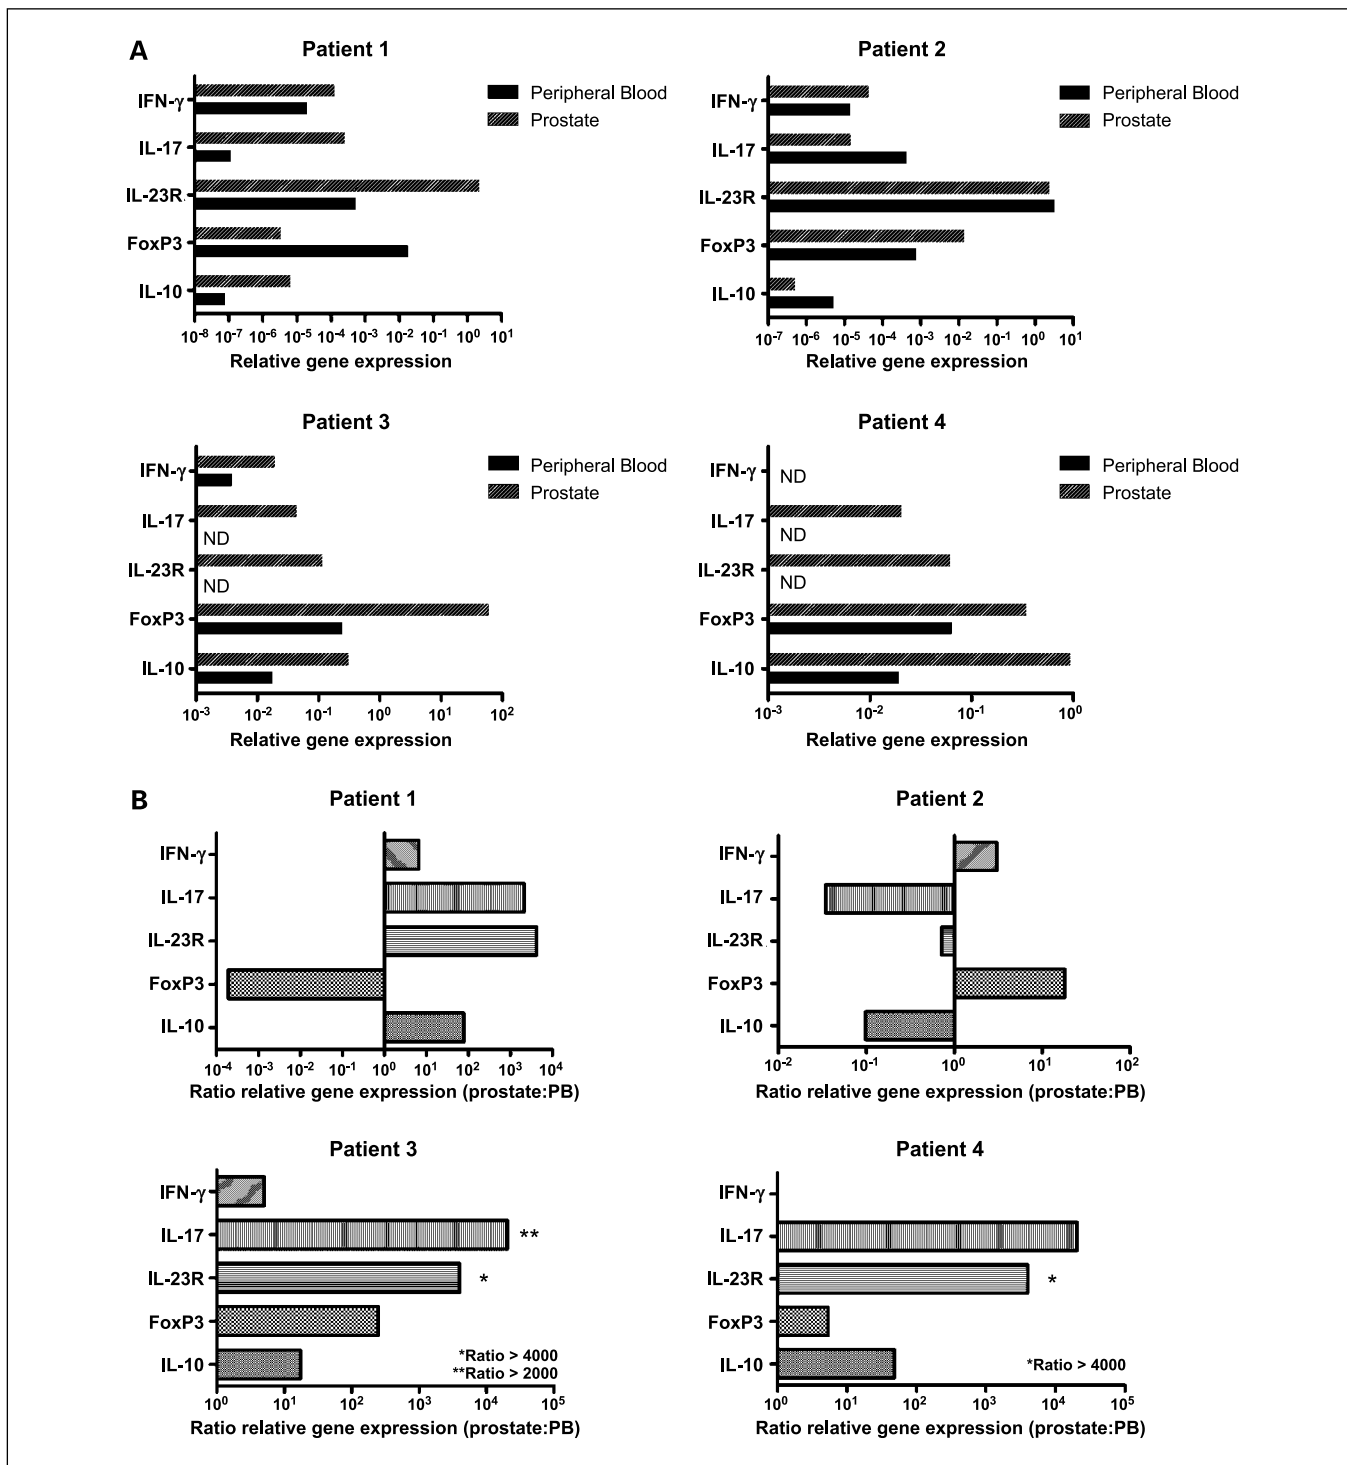 A
Patient 1
IFN-γ
IL-17
IL-23R
FoxP3
IL-10
Peripheral Blood
Prostate
10⁻⁸ 10⁻⁷ 10⁻⁶ 10⁻⁵ 10⁻⁴ 10⁻³ 10⁻² 10⁻¹ 10⁰ 10¹
Relative gene expression
Patient 2
IFN-γ
IL-17
IL-23R
FoxP3
IL-10
Peripheral Blood
Prostate
10⁻⁷ 10⁻⁶ 10⁻⁵ 10⁻⁴ 10⁻³ 10⁻² 10⁻¹ 10⁰ 10¹
Relative gene expression
Patient 3
IFN-γ
IL-17
ND
IL-23R
ND
FoxP3
IL-10
Peripheral Blood
Prostate
10⁻³ 10⁻² 10⁻¹ 10⁰ 10¹ 10²
Relative gene expression
Patient 4
IFN-γ
ND
IL-17
ND
IL-23R
ND
FoxP3
IL-10
Peripheral Blood
Prostate
10⁻³ 10⁻² 10⁻¹ 10⁰
Relative gene expression
B
Patient 1
IFN-γ
IL-17
IL-23R
FoxP3
IL-10
10⁻⁴ 10⁻³ 10⁻² 10⁻¹ 10⁰ 10¹ 10² 10³ 10⁴
Ratio relative gene expression (prostate:PB)
Patient 2
IFN-γ
IL-17
IL-23R
FoxP3
IL-10
10⁻² 10⁻¹ 10⁰ 10¹ 10²
Ratio relative gene expression (prostate:PB)
Patient 3
IFN-γ
IL-17
**
IL-23R
*
FoxP3
IL-10
*Ratio > 4000
**Ratio > 2000
10⁰ 10¹ 10² 10³ 10⁴ 10⁵
Ratio relative gene expression (prostate:PB)
Patient 4
IFN-γ
IL-17
IL-23R
*
FoxP3
IL-10
*Ratio > 4000
10⁰ 10¹ 10² 10³ 10⁴ 10⁵
Ratio relative gene expression (prostate:PB)